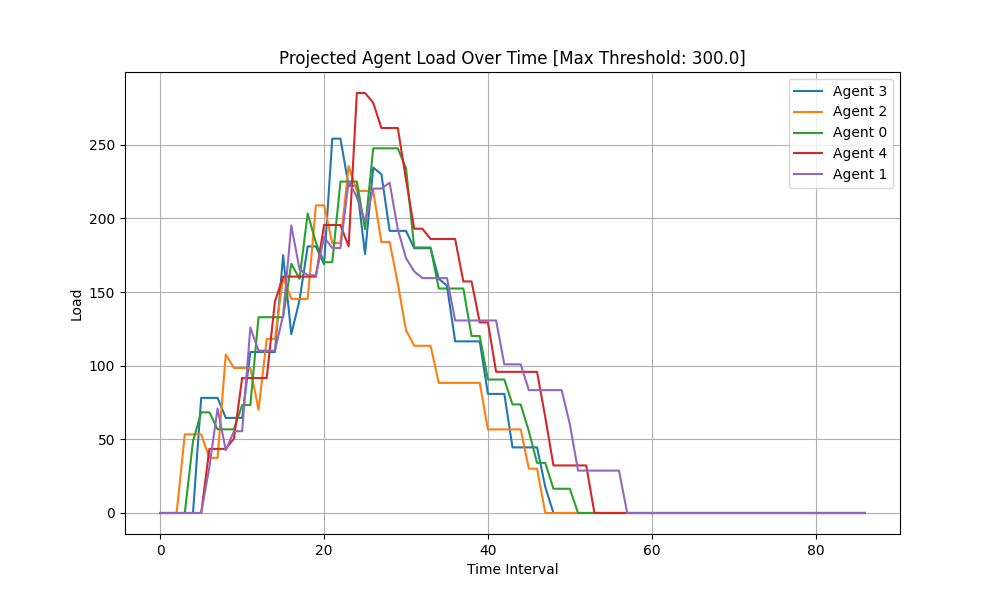 Projected Agent Load Over Time [Max Threshold: 300.0]
Agent 3
Agent 2
Agent 0
Agent 4
Agent 1
Load
250
200
150
100
50
0
0 20 40 60 80
Time Interval